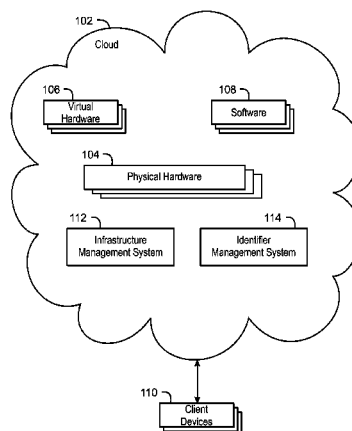 102
Cloud
106
108
Virtual
Hardware
Software
104
Physical Hardware
112
114
Infrastructure
Management System
Identifier
Management System
110
Client
Devices